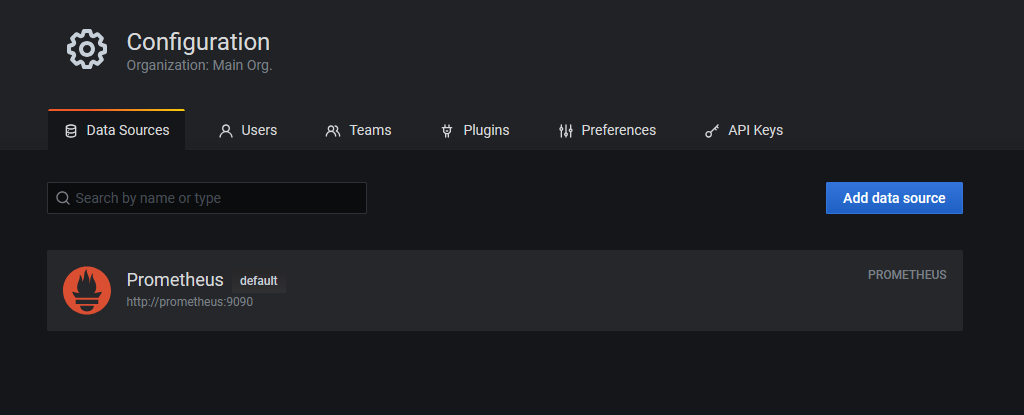 Configuration
Organization: Main Org.
Data Sources
Users
Teams
Plugins
Preferences
API Keys
Search by name or type
Add data source
Prometheus
default
PROMETHEUS
http://prometheus:9090